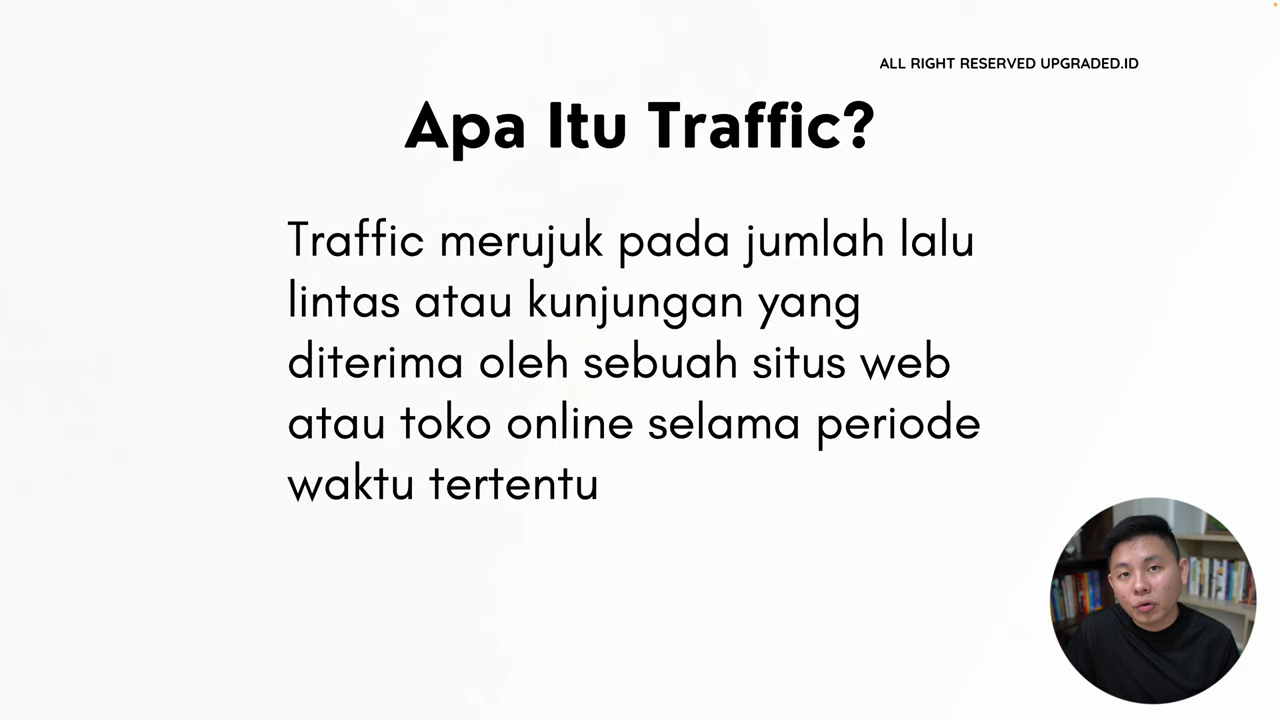 ALL RIGHT RESERVED UPGRADED.ID
Apa Itu Traffic?
Traffic merujuk pada jumlah lalu
lintas atau kunjungan yang
diterima oleh sebuah situs web
atau toko online selama periode
waktu tertentu